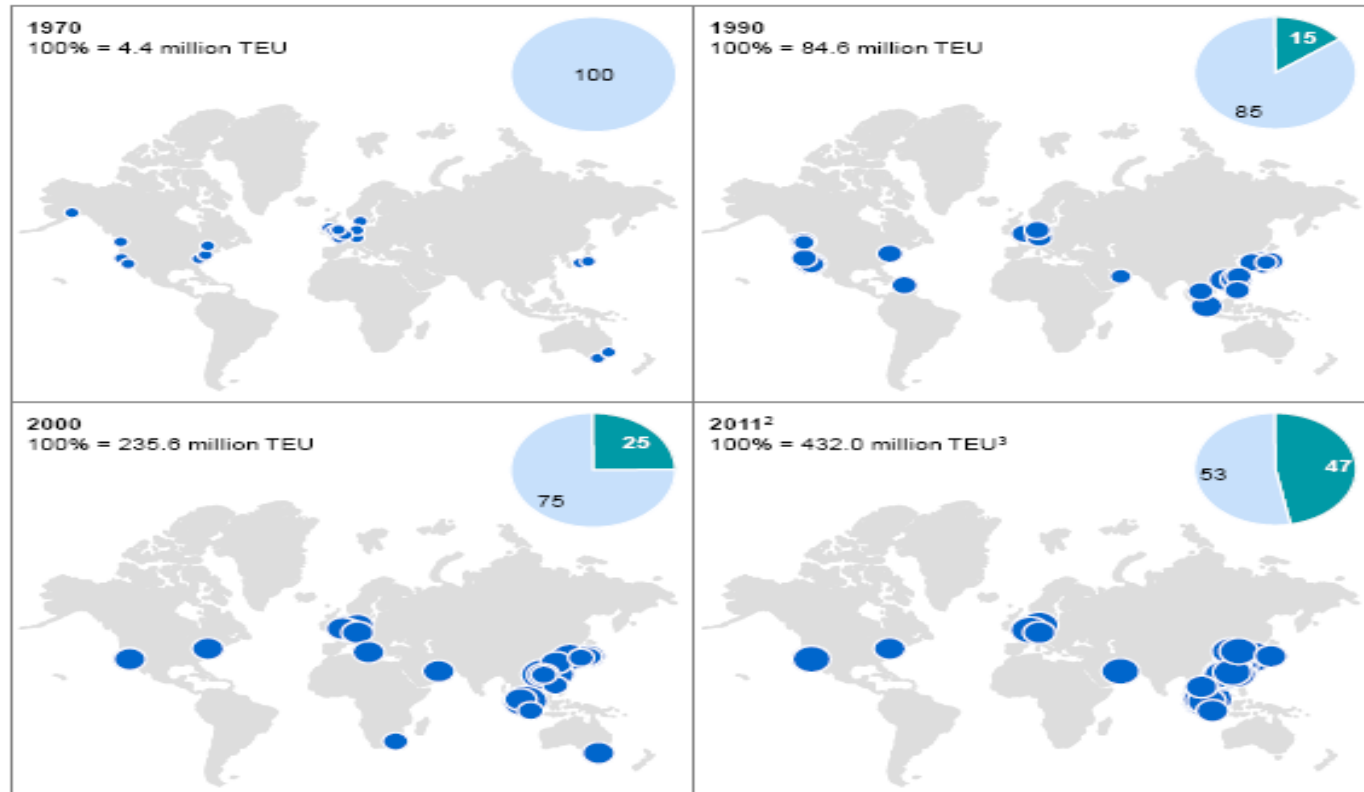 1970
100% = 4.4 million TEU
100
1990
100% = 84.6 million TEU
15
85
2000
100% = 235.6 million TEU
25
75
2011²
100% = 432.0 million TEU³
53
47